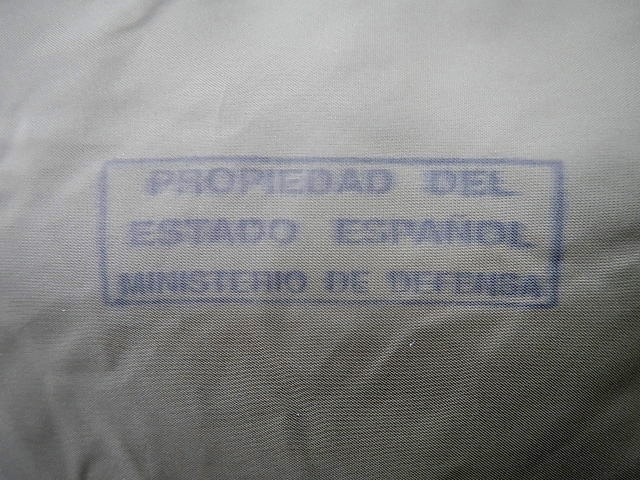 PROPIEDAD DEL
ESTADO ESPAÑOL
MINISTERIO DE DEFENSA